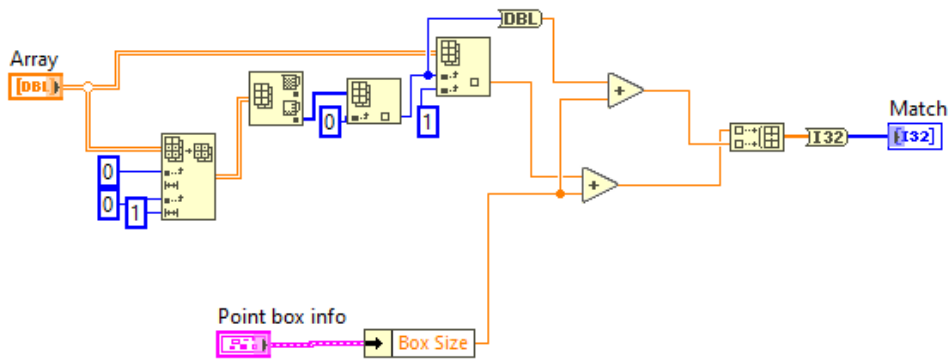 DBL
Array
[DBL]
0
1
+
Match
0
I32
[I32]
0
1
+
Point box info
Box Size